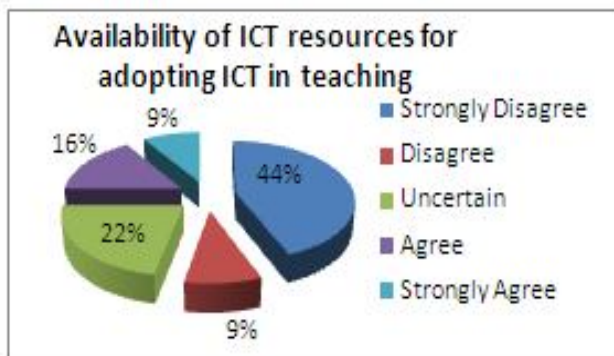 Availability of ICT resources for
adopting ICT in teaching
9%
16%
44%
22%
9%
Strongly Disagree
Disagree
Uncertain
Agree
Strongly Agree